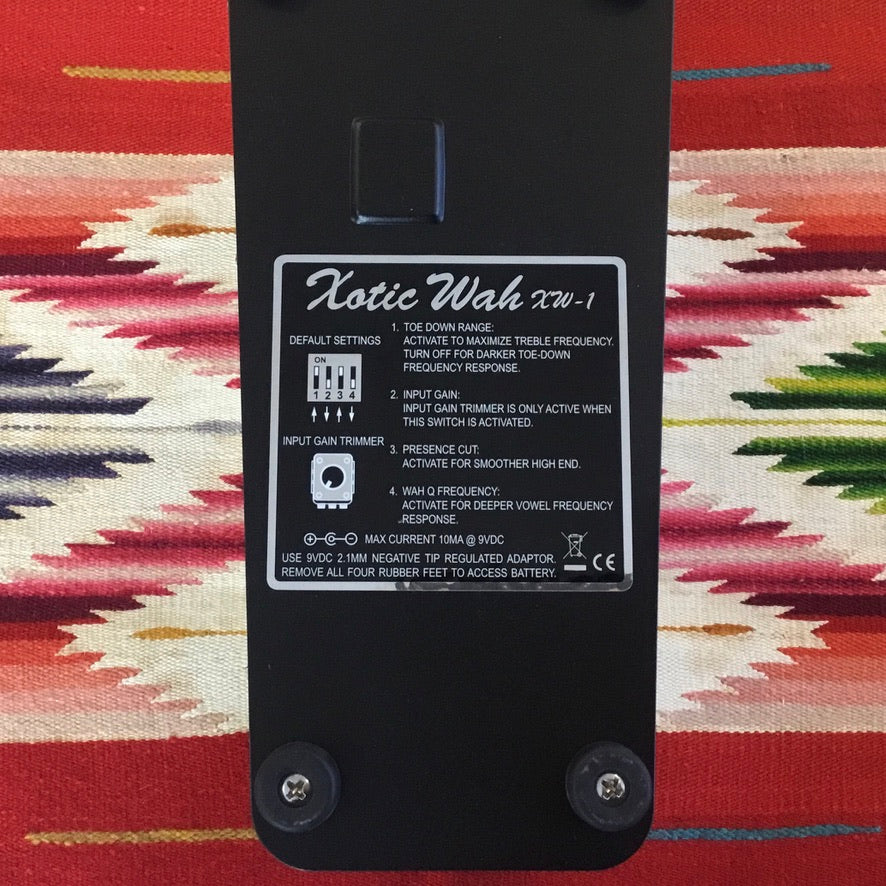 Xotic Wah XW-1
DEFAULT SETTINGS
ON
1 2 3 4
INPUT GAIN TRIMMER
1. TOE DOWN RANGE:
ACTIVATE TO MAXIMIZE TREBLE FREQUENCY.
TURN OFF FOR DARKER TOE-DOWN
FREQUENCY RESPONSE.
2. INPUT GAIN:
INPUT GAIN TRIMMER IS ONLY ACTIVE WHEN
THIS SWITCH IS ACTIVATED.
3. PRESENCE CUT:
ACTIVATE FOR SMOOTHER HIGH END.
4. WAH Q FREQUENCY:
ACTIVATE FOR DEEPER VOWEL FREQUENCY
RESPONSE.
MAX CURRENT 10MA @ 9VDC
USE 9VDC 2.1MM NEGATIVE TIP REGULATED ADAPTOR.
REMOVE ALL FOUR RUBBER FEET TO ACCESS BATTERY.
CE